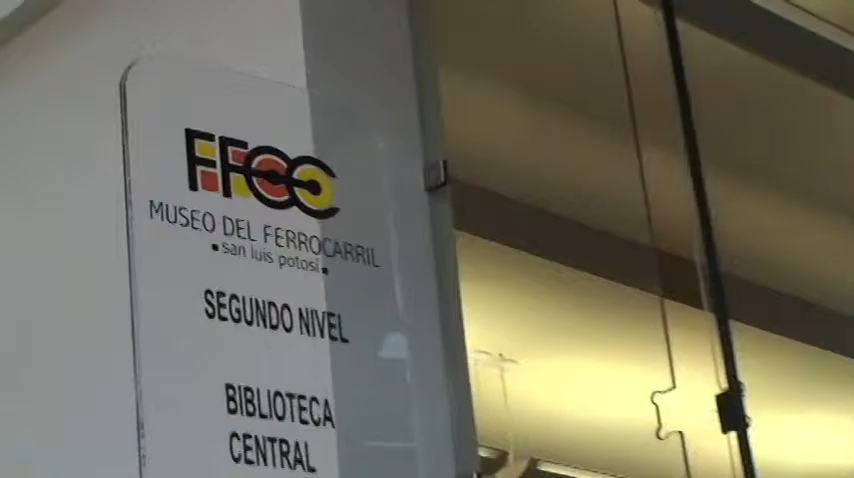 FFCC
MUSEO DEL FERROCARRIL
san luis potosí
SEGUNDO NIVEL
BIBLIOTECA
CENTRAL